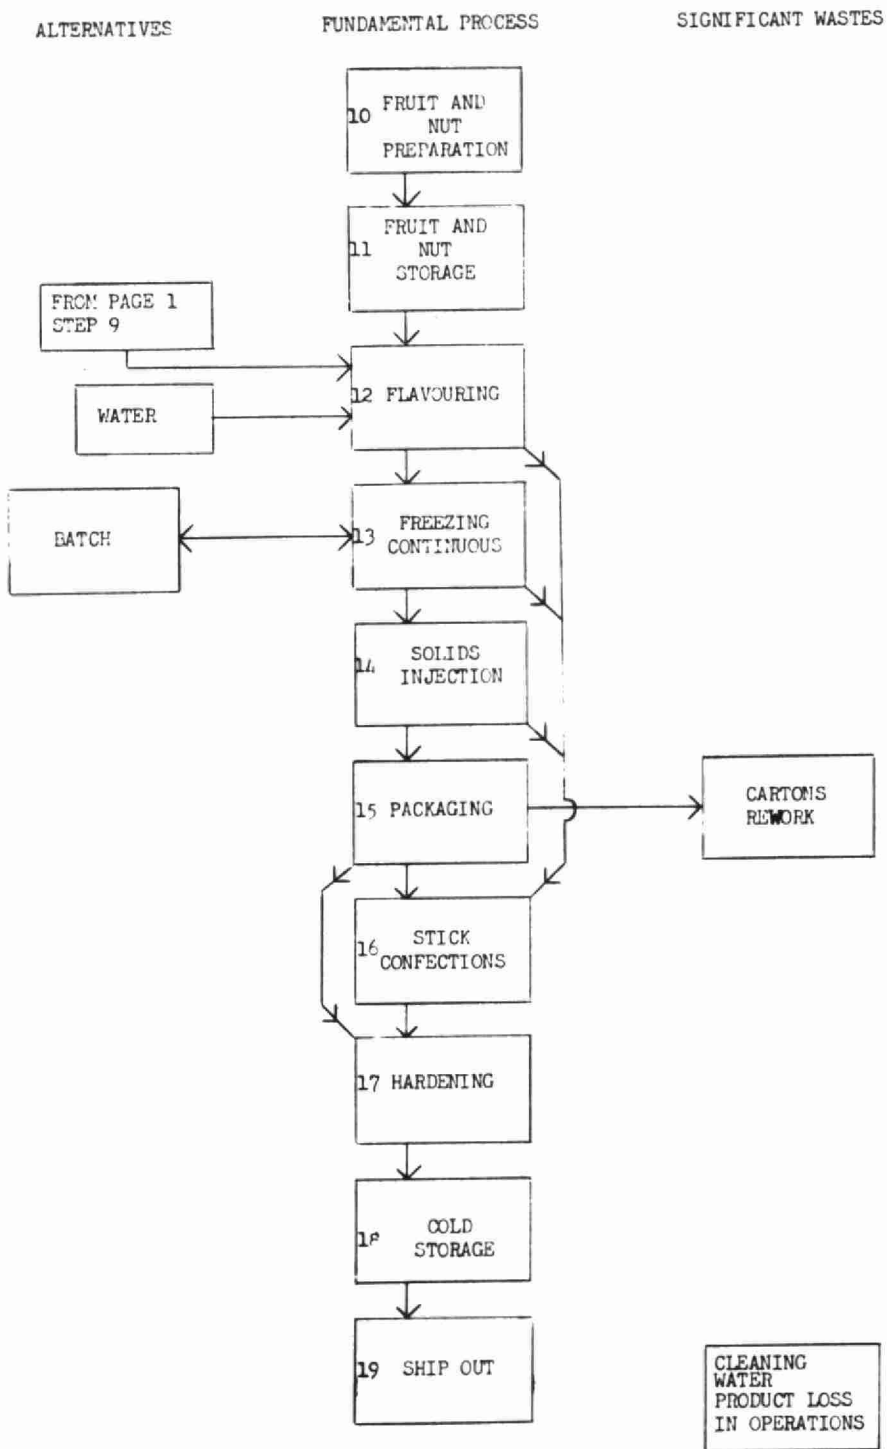 ALTERNATIVES
FUNDAMENTAL PROCESS
SIGNIFICANT WASTES
10 FRUIT AND
NUT
PREPARATION
11 FRUIT AND
NUT
STORAGE
FROM PAGE 1
STEP 9
12 FLAVOURING
WATER
13 FREEZING
CONTINUOUS
BATCH
14 SOLIDS
INJECTION
15 PACKAGING
CARTONS
REWORK
16 STICK
CONFECTIONS
17 HARDENING
18 COLD
STORAGE
19 SHIP OUT
CLEANING
WATER
PRODUCT LOSS
IN OPERATIONS